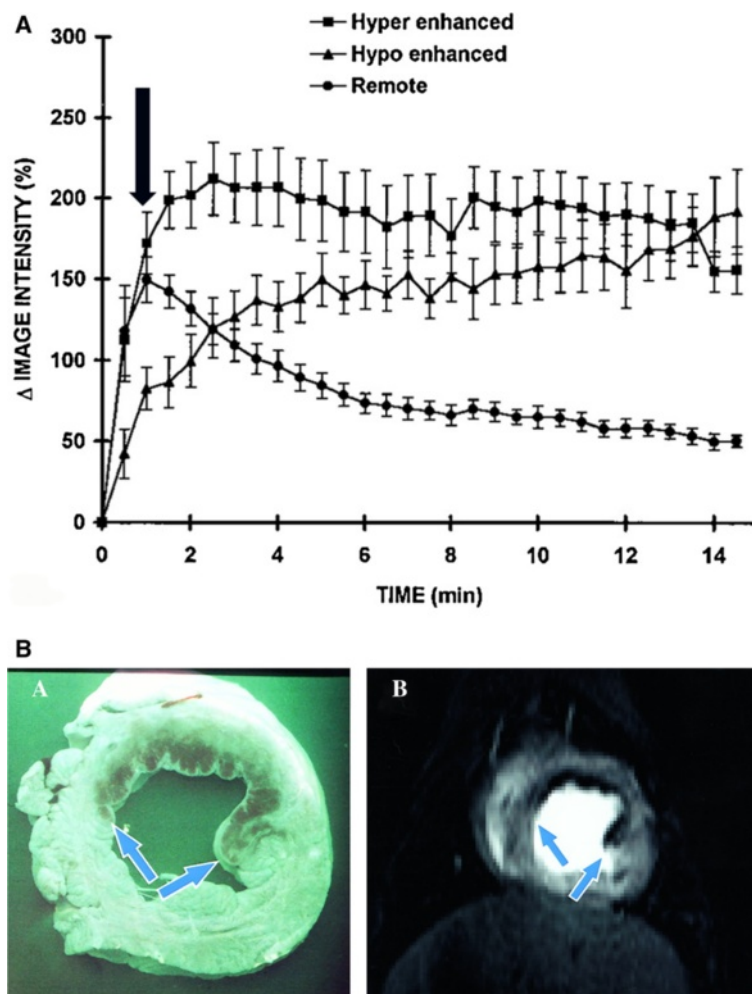 A
Hyper enhanced
Hypo enhanced
Remote
Δ IMAGE INTENSITY (%)
300
250
200
150
100
50
0
0 2 4 6 8 10 12 14
TIME (min)
B
A
B